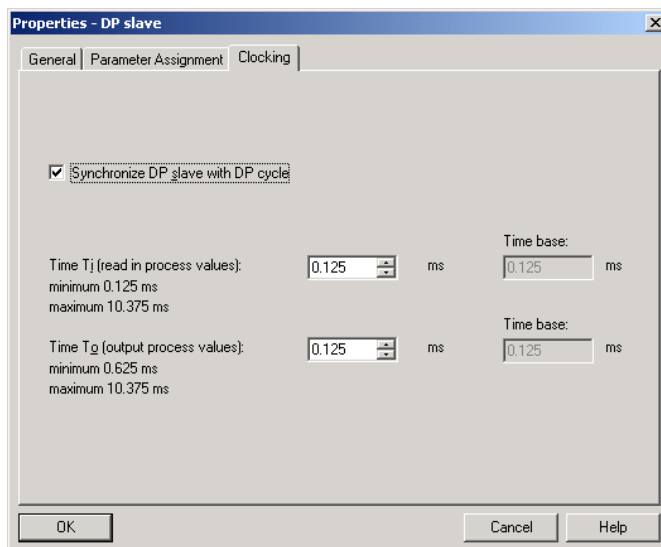 Properties - DP slave
General Parameter Assignment Clocking
Synchronize DP slave with DP cycle
Time base:
Time Ti (read in process values): 0.125 ms 0.125 ms
minimum 0.125 ms
maximum 10.375 ms
Time base:
Time To (output process values): 0.125 ms 0.125 ms
minimum 0.625 ms
maximum 10.375 ms
OK Cancel Help